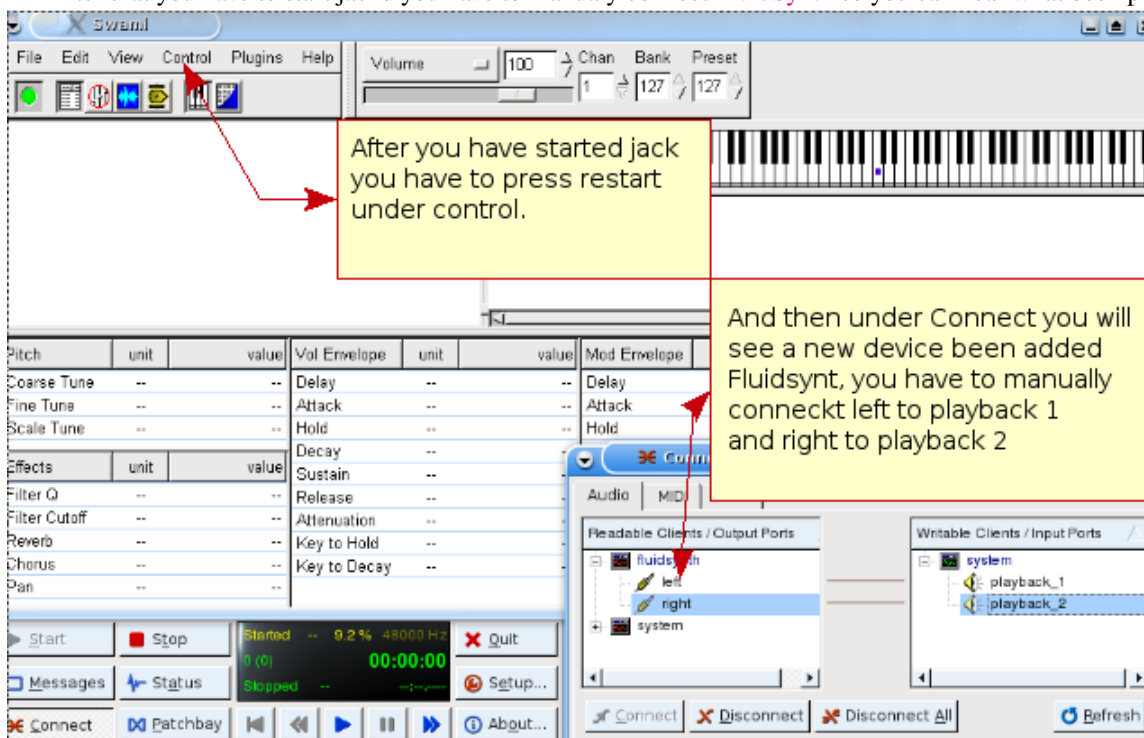 Swami
File Edit View Control Plugins Help
Volume 100 Chan Bank Preset
1 127 127
After you have started jack
you have to press restart
under control.
And then under Connect you will
see a new device been added
Fluidsynt, you have to manually
conneckt left to playback 1
and right to playback 2
Pitch unit value
Coarse Tune -- --
Fine Tune -- --
Scale Tune -- --
Effects unit value
Filter Q -- --
Filter Cutoff -- --
Reverb -- --
Chorus -- --
Pan -- --
Vol Envelope unit value
Delay -- --
Attack -- --
Hold -- --
Decay --
Sustain --
Release --
Attenuation --
Key to Hold --
Key to Decay --
Mod Envelope
Delay
Attack
Hold
Audio MIDI
Readable Clients / Output Ports
fluidsynth
left
right
system
Writable Clients / Input Ports
system
playback_1
playback_2
Connect Disconnect Disconnect All Refresh
Start Stop
Messages Status
Connect Patchbay
Started -- 9.2 % 48000 Hz
0 (0) 00:00:00
Stopped -- --:--.----
Quit
Setup...
About...